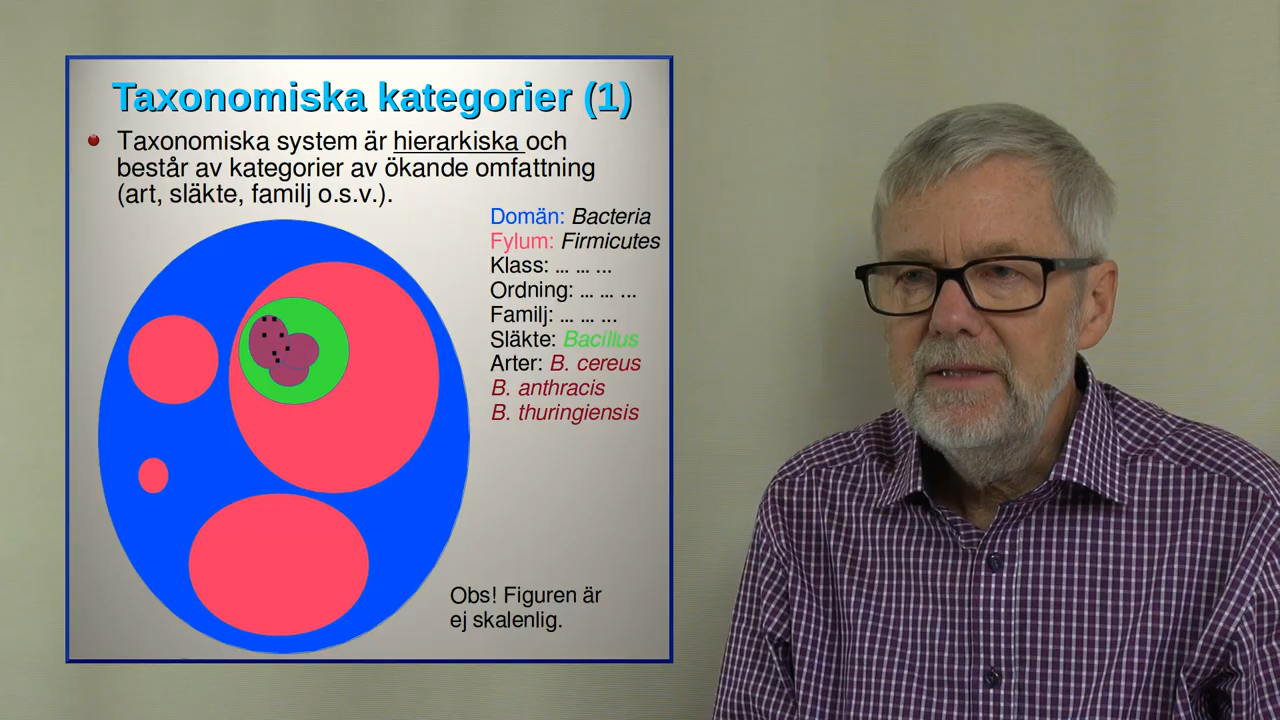 Taxonomiska kategorier (1)
Taxonomiska system är hierarkiska och
består av kategorier av ökande omfattning
(art, släkte, familj o.s.v.).
Domän: Bacteria
Fylum: Firmicutes
Klass: ... ... ...
Ordning: ... ... ...
Familj: ... ... ...
Släkte: Bacillus
Arter: B. cereus
B. anthracis
B. thuringiensis
Obs! Figuren är
ej skalenlig.